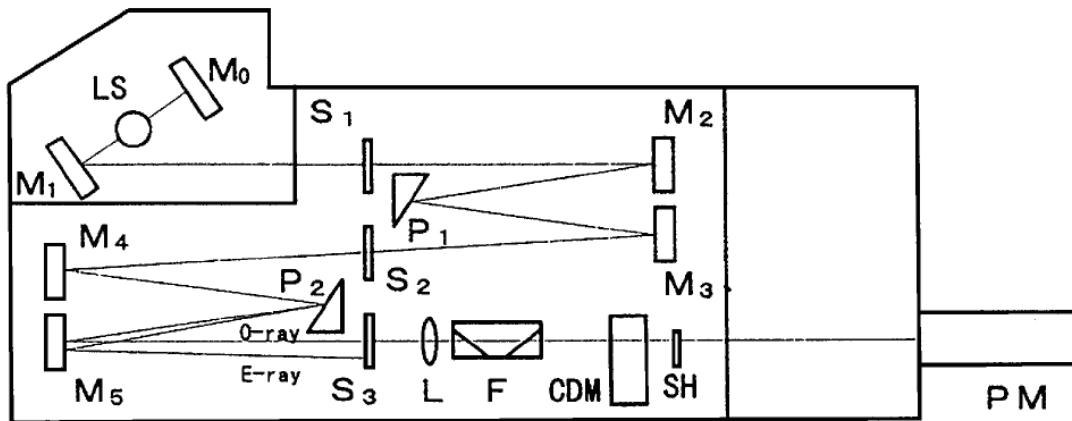 M₀
LS
S₁
M₂
M₁
P₁
M₄
S₂
M₃
P₂
O-ray
E-ray
M₅
S₃
L
F
CDM
SH
PM